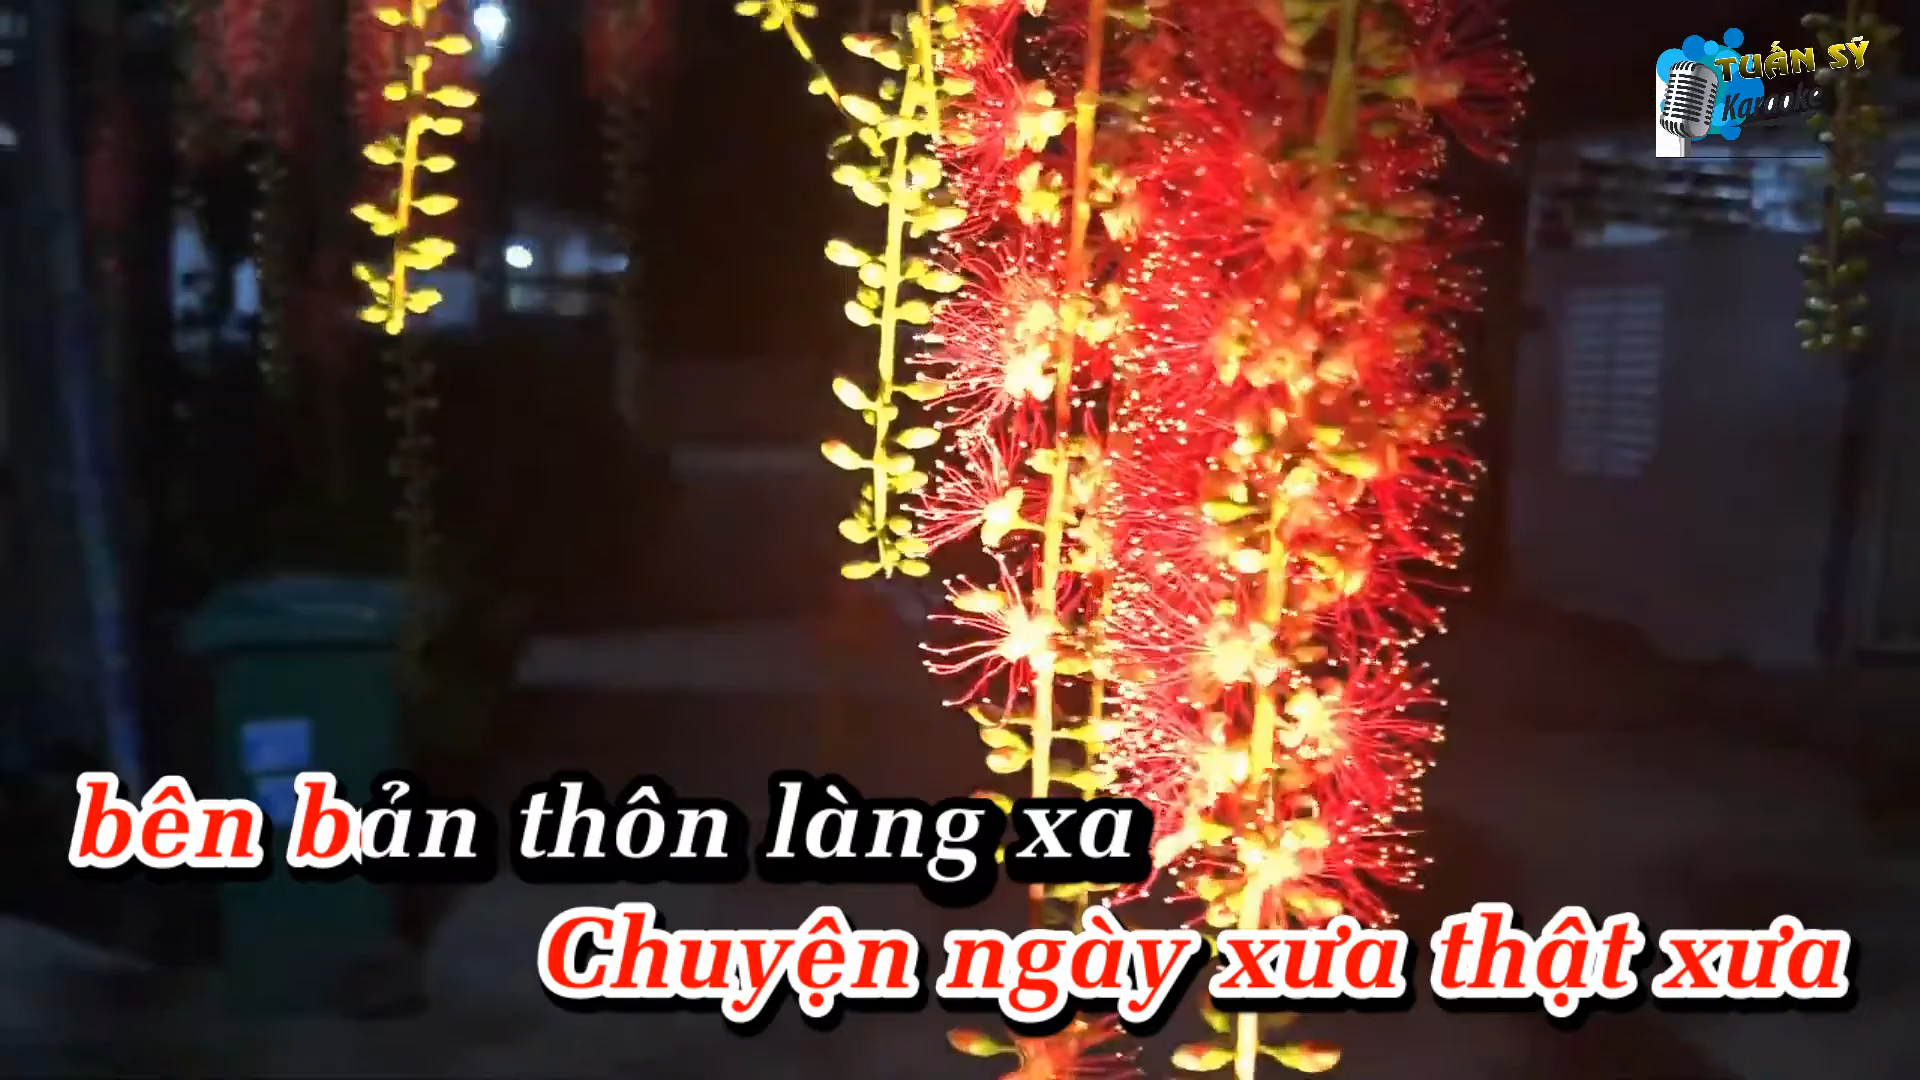 TUẤN SỸ
Karaoke
bên bản thôn làng xa
Chuyện ngày xưa thật xưa